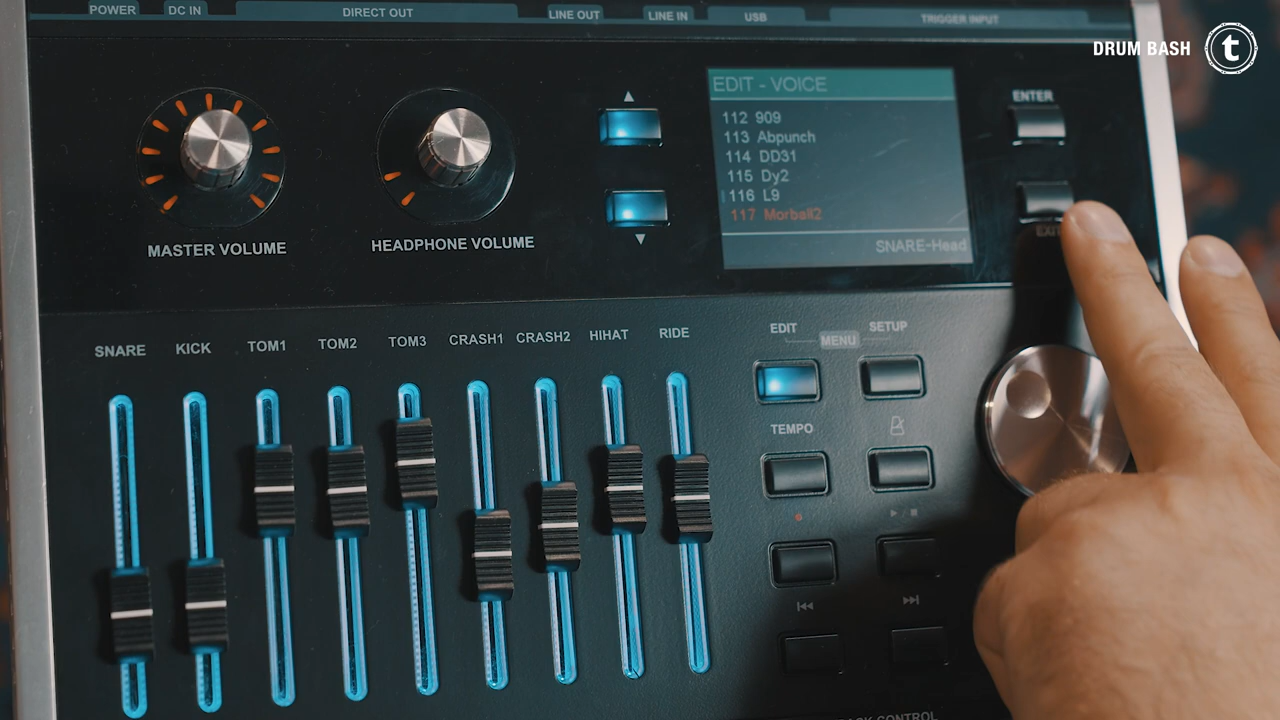 POWER
DC IN
DIRECT OUT
LINE OUT
LINE IN
USB
TRIGGER INPUT
DRUM BASH
t
MASTER VOLUME
HEADPHONE VOLUME
EDIT - VOICE
112 909
113 Abpunch
114 DD31
115 Dy2
116 L9
117 Morball2
SNARE-Head
ENTER
EXIT
SNARE
KICK
TOM1
TOM2
TOM3
CRASH1
CRASH2
HIHAT
RIDE
EDIT
SETUP
MENU
TEMPO
CONTROL